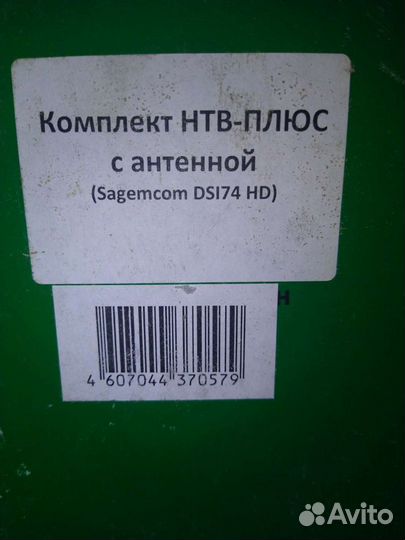 Комплект НТВ-ПЛЮС
с антенной
(Sagemcom DSI74 HD)
н
4 607044 370579
Avito